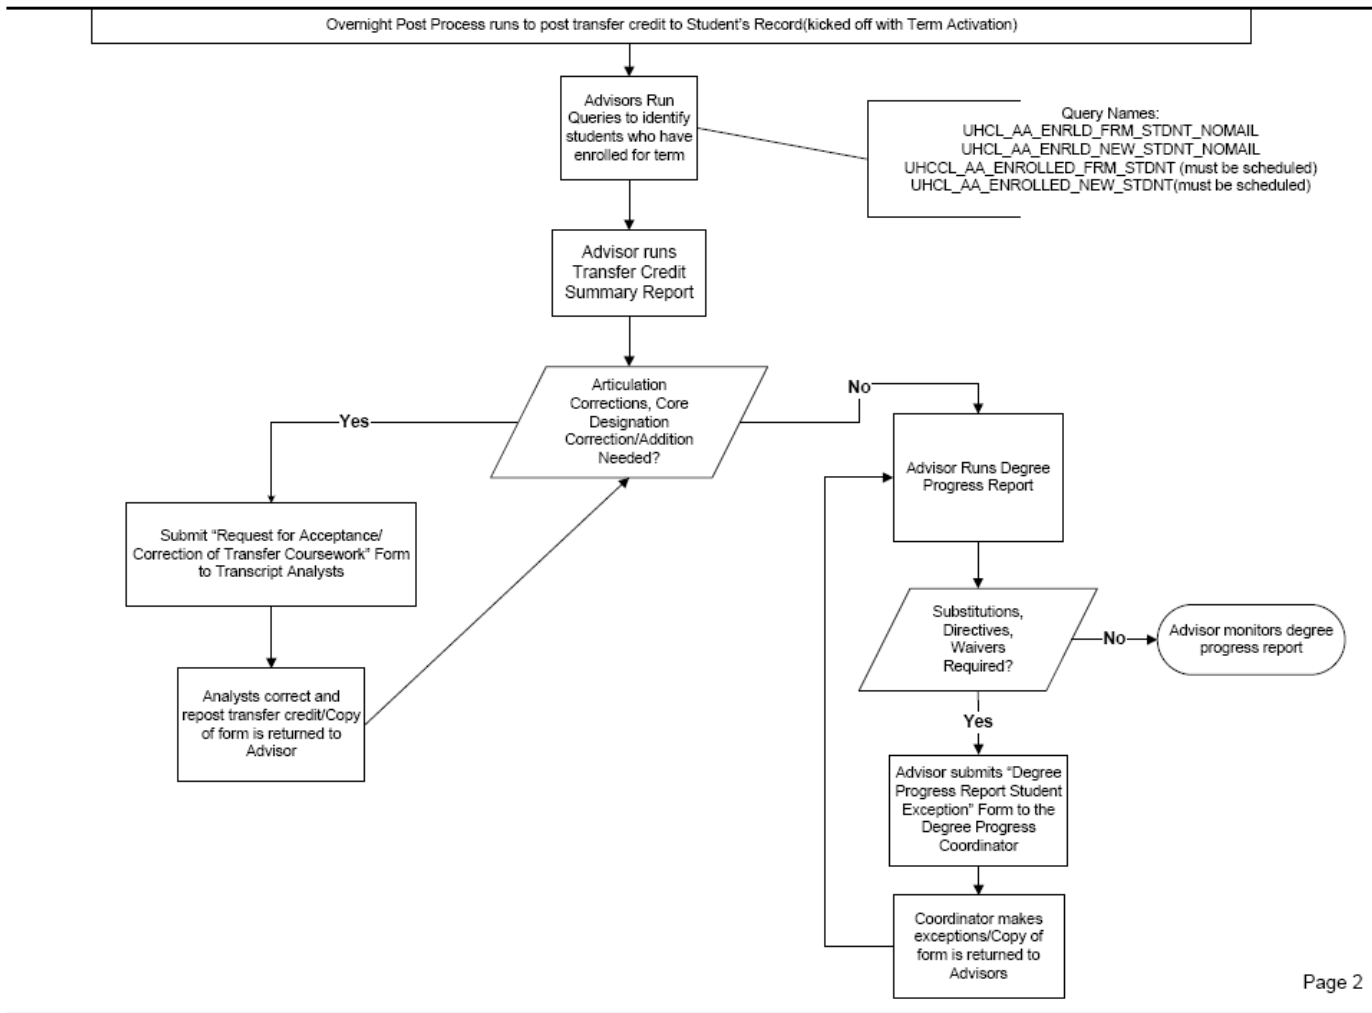 Overnight Post Process runs to post transfer credit to Student's Record(kicked off with Term Activation)
Advisors Run
Queries to identify
students who have
enrolled for term
Query Names:
UHCL_AA_ENRLD_FRM_STDNT_NOMAIL
UHCL_AA_ENRLD_NEW_STDNT_NOMAIL
UHCCL_AA_ENROLLED_FRM_STDNT (must be scheduled)
UHCL_AA_ENROLLED_NEW_STDNT(must be scheduled)
Advisor runs
Transfer Credit
Summary Report
Articulation
Corrections, Core
Designation
Correction/Addition
Needed?
Yes
No
Submit “Request for Acceptance/
Correction of Transfer Coursework” Form
to Transcript Analysts
Analysts correct and
repost transfer credit/Copy
of form is returned to
Advisor
Advisor Runs Degree
Progress Report
Substitutions,
Directives,
Waivers
Required?
No
Advisor monitors degree
progress report
Yes
Advisor submits “Degree
Progress Report Student
Exception” Form to the
Degree Progress
Coordinator
Coordinator makes
exceptions/Copy of
form is returned to
Advisors
Page 2